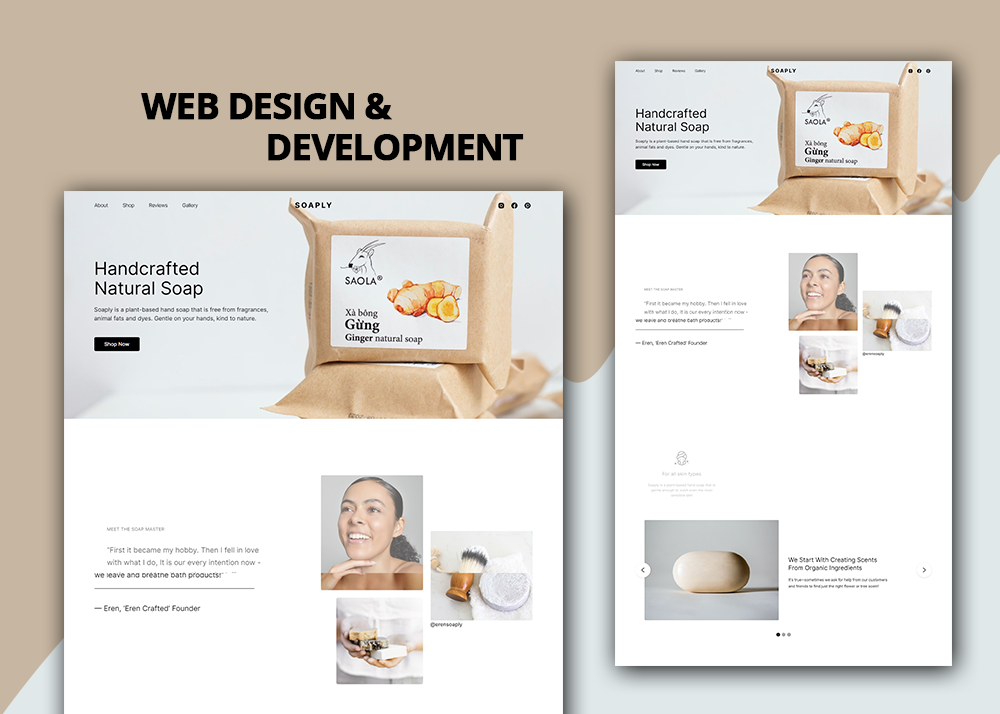 WEB DESIGN &
DEVELOPMENT
About Shop Reviews Gallery
SOAPLY
Handcrafted
Natural Soap
Soaply is a plant-based hand soap that is free from fragrances,
animal fats and dyes. Gentle on your hands, kind to nature.
Shop Now
SAOLA®
Xà bông
Gừng
Ginger natural soap
MEET THE SOAP MASTER
"First it became my hobby. Then I fell in love
with what I do, It is our every intention now –
we leave and breathe bath products!"
— Eren, 'Eren Crafted' Founder
@erensoaply
About Shop Reviews Gallery
SOAPLY
Handcrafted
Natural Soap
Soaply is a plant-based hand soap that is free from fragrances,
animal fats and dyes. Gentle on your hands, kind to nature.
Shop Now
SAOLA®
Xà bông
Gừng
Ginger natural soap
MEET THE SOAP MASTER
"First it became my hobby. Then I fell in love
with what I do, It is our every intention now –
we leave and breathe bath products!"
— Eren, 'Eren Crafted' Founder
@erensoaply
For all skin types
We Start With Creating Scents
From Organic Ingredients
It's true—sometimes we ask for help from our customers
and friends to find just the right flower or tree scent!